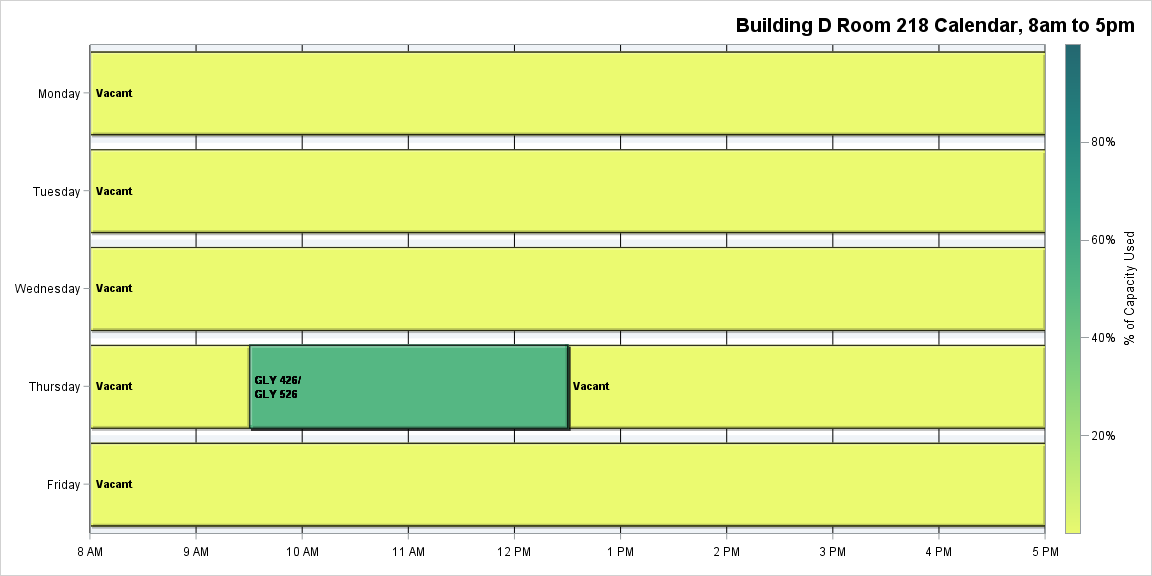 Building D Room 218 Calendar, 8am to 5pm
Monday
Vacant
Tuesday
Vacant
Wednesday
Vacant
Thursday
Vacant
GLY 426/
GLY 526
Vacant
Friday
Vacant
8 AM
9 AM
10 AM
11 AM
12 PM
1 PM
2 PM
3 PM
4 PM
5 PM
80%
60%
40%
20%
% of Capacity Used